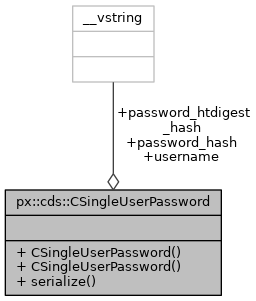 __vstring
+password_htdigest
_hash
+password_hash
+username
px::cds::CSingleUserPassword
+ CSingleUserPassword()
+ CSingleUserPassword()
+ serialize()